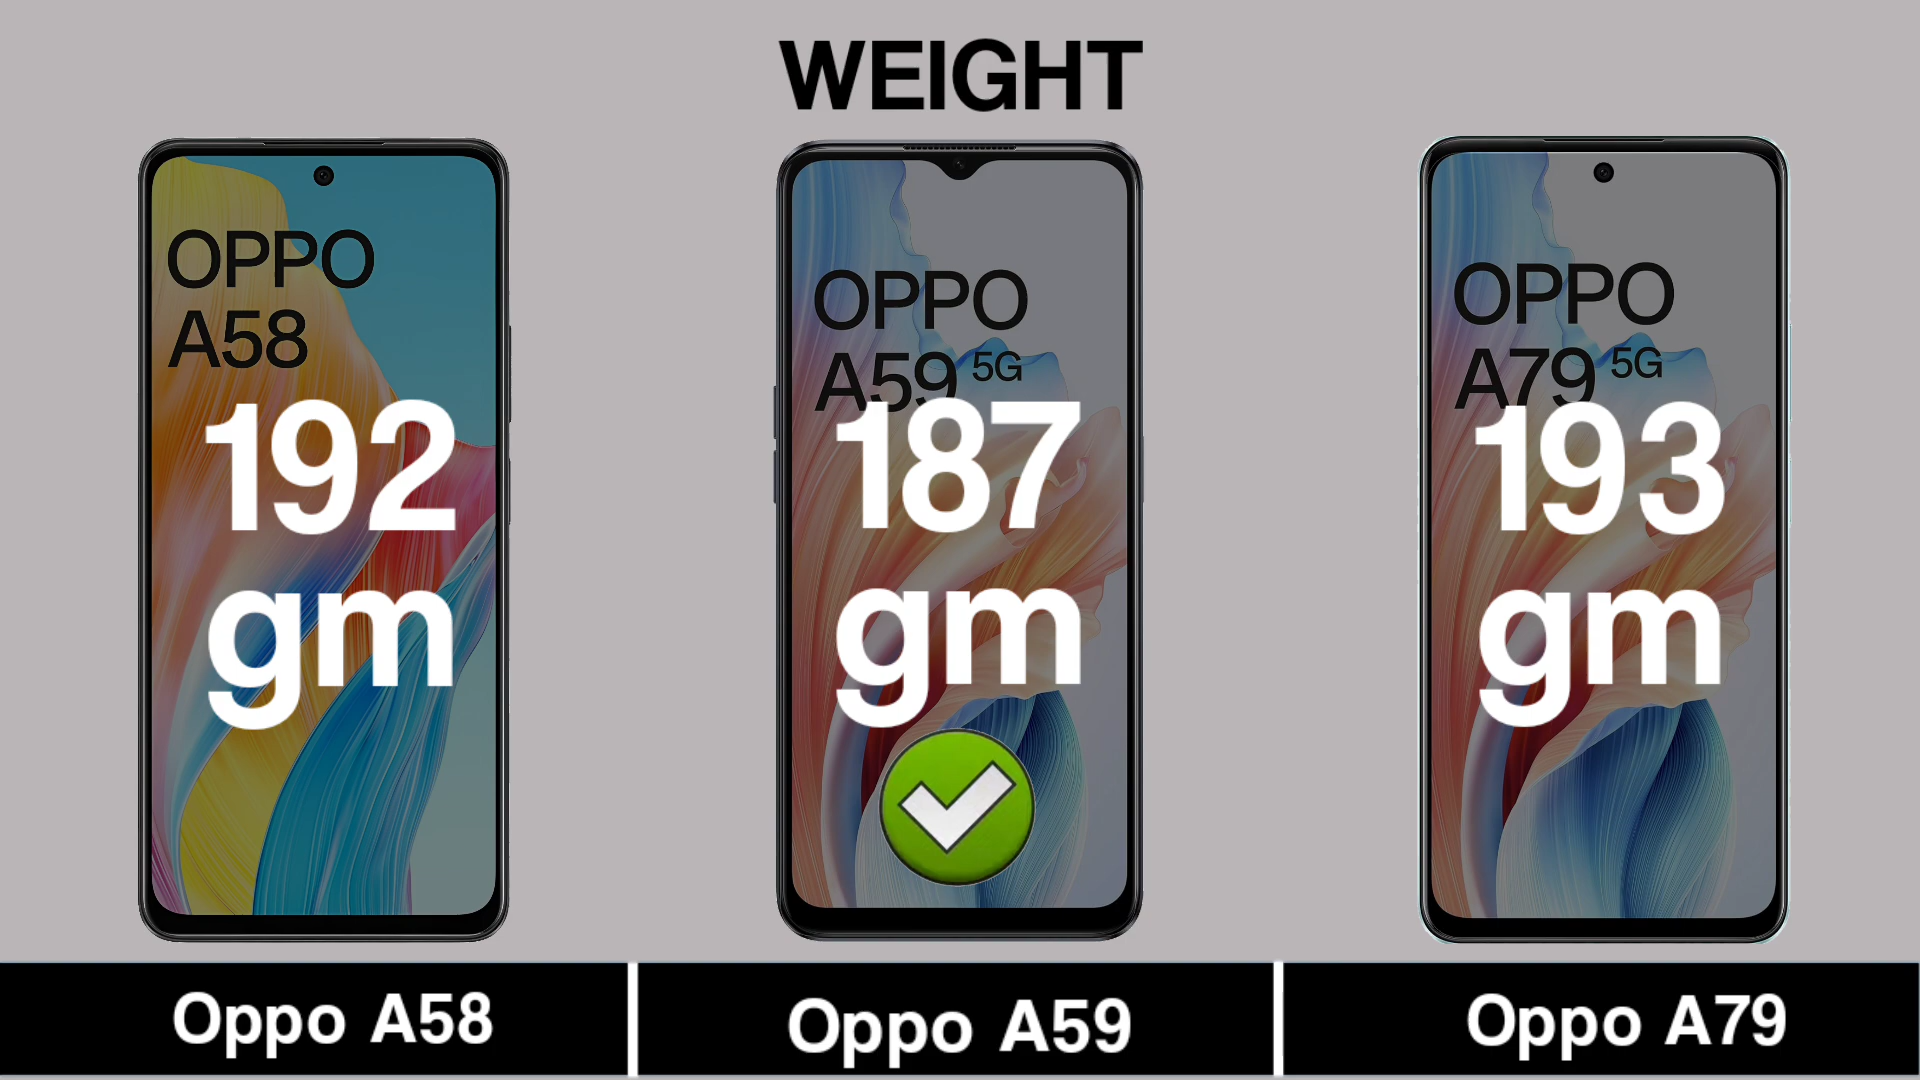 WEIGHT
OPPO
A58
192
gm
OPPO
A59 5G
187
gm
OPPO
A79 5G
193
gm
Oppo A58
Oppo A59
Oppo A79